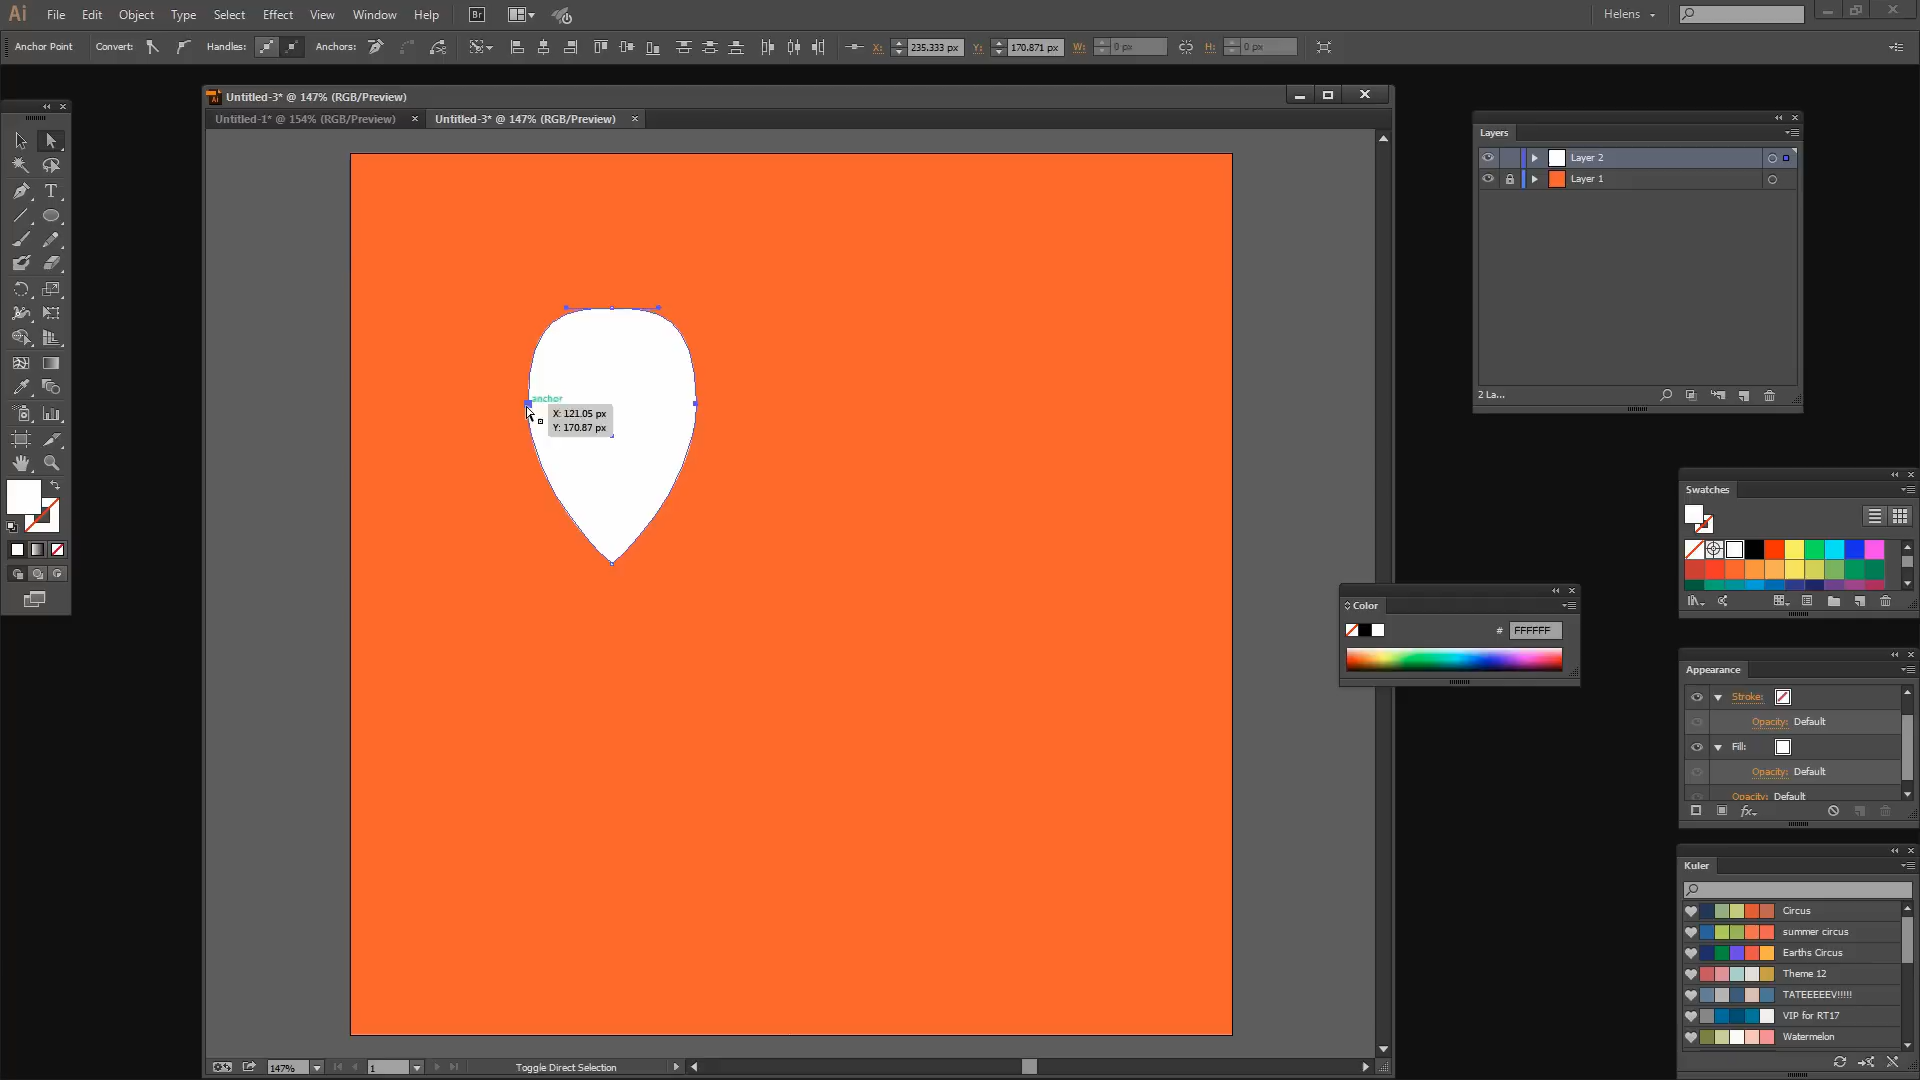 Ai File Edit Object Type Select Effect View Window Help Br Helens
Anchor Point Convert: Handles: Anchors: X: 235.333 px Y: 170.871 px W: 0 px H: 0 px
Untitled-3* @ 147% (RGB/Preview)
Untitled-1* @ 154% (RGB/Preview) Untitled-3* @ 147% (RGB/Preview)
anchor
X: 121.05 px
Y: 170.87 px
147% 1 Toggle Direct Selection
Layers
Layer 2
Layer 1
2 La...
Color
# FFFFFF
Swatches
Appearance
Stroke:
Opacity: Default
Fill:
Opacity: Default
Opacity: Default
Kuler
Circus
summer circus
Earths Circus
Theme 12
TATEEEEEV!!!!!
VIP for RT17
Watermelon